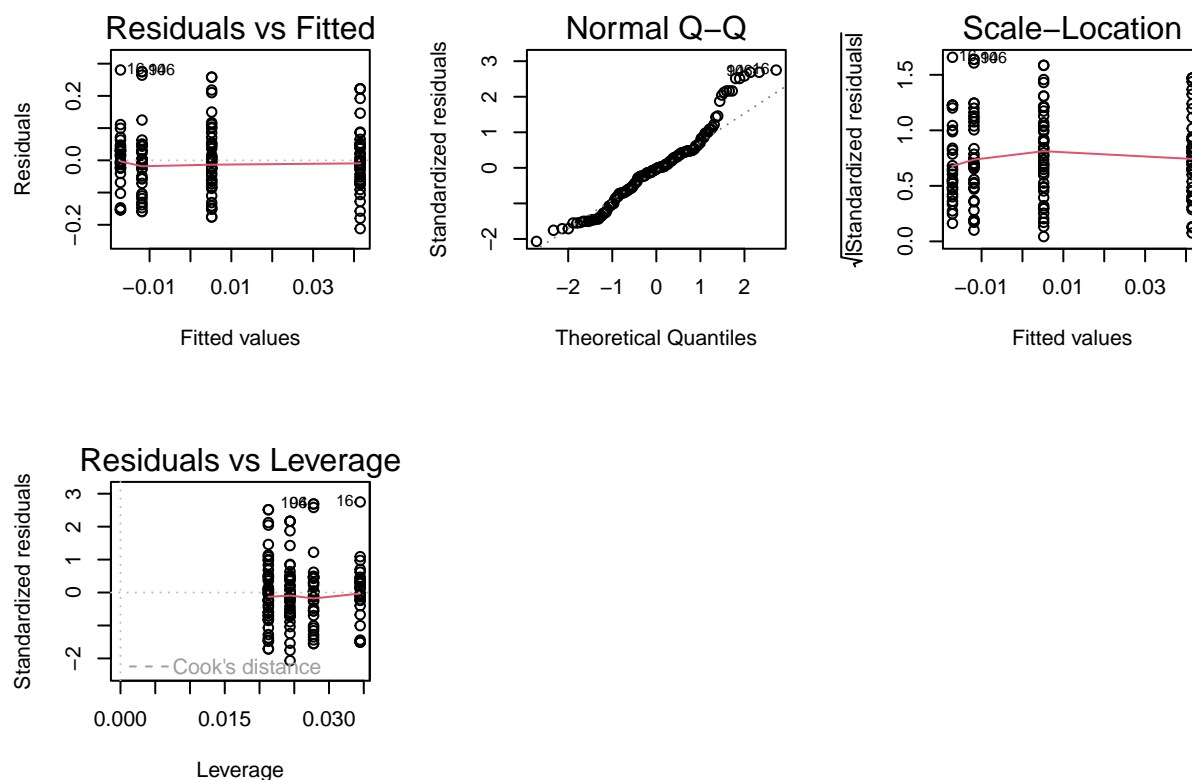 Residuals vs Fitted
Residuals
0.2
0.0
−0.2
16
−0.01
0.01
0.03
Fitted values
Normal Q−Q
Standardized residuals
3
2
1
0
−2
16
−2
−1
0
1
2
Theoretical Quantiles
Scale−Location
√|Standardized residuals|
1.5
1.0
0.5
0.0
16
−0.01
0.01
0.03
Fitted values
Residuals vs Leverage
Standardized residuals
3
2
1
0
−2
16
Cook's distance
0.000
0.015
0.030
Leverage